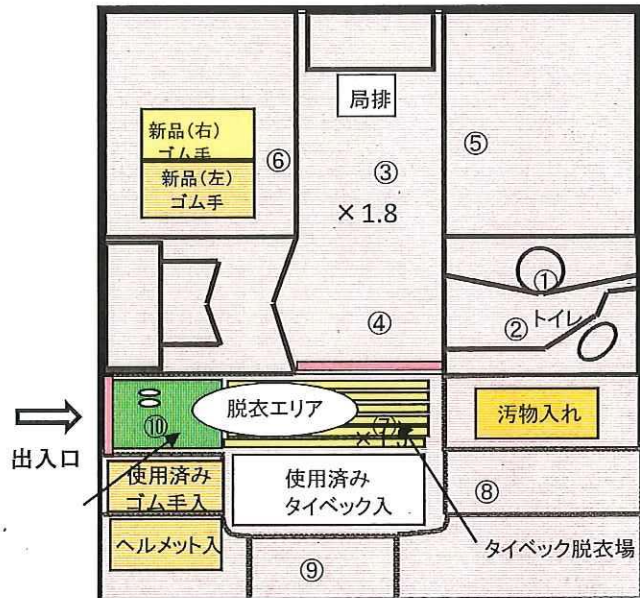 局排
新品(右)
ゴム手
新品(左)
ゴム手
⑥
③
⑤
×1.8
①
④
②
トイレ
脱衣エリア
⑦
⑩
汚物入れ
出入口
使用済み
ゴム手入
使用済み
タイベック入
⑧
ヘルメット入
タイベック脱衣場
⑨